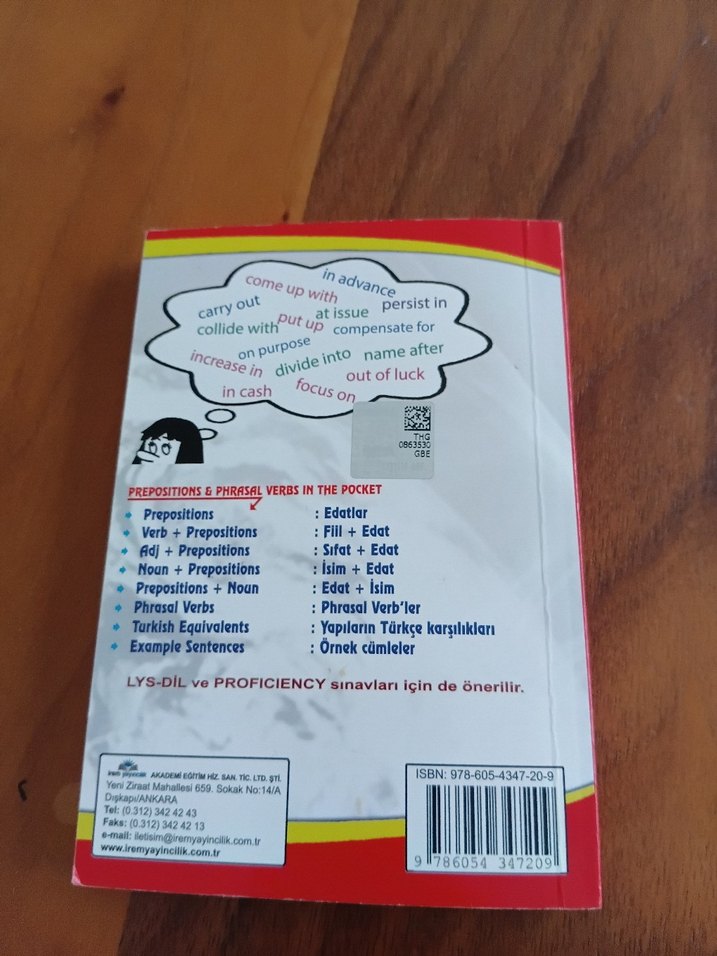 in advance
come up with
persist in
carry out
at issue
put up
collide with
compensate for
on purpose
name after
increase in
divide into
out of luck
focus on
in cash
THG
0863530
GBE
PREPOSITIONS & PHRASAL VERBS IN THE POCKET
Prepositions : Edatlar
Verb + Prepositions : Fiil + Edat
Adj + Prepositions : Sıfat + Edat
Noun + Prepositions : İsim + Edat
Prepositions + Noun : Edat + İsim
Phrasal Verbs : Phrasal Verb'ler
Turkish Equivalents : Yapıların Türkçe karşılıkları
Example Sentences : Örnek cümleler
LYS-DİL ve PROFICIENCY sınavları için de önerilir.
irem yayıncılık AKADEMİ EĞİTİM HİZ. SAN. TİC. LTD. ŞTİ.
Yeni Ziraat Mahallesi 659. Sokak No:14/A
Dışkapı/ANKARA
Tel: (0.312) 342 42 43
Faks: (0.312) 342 42 13
e-mail: iletisim@iremyayincilik.com.tr
www.iremyayincilik.com.tr
ISBN: 978-605-4347-20-9
9 786054 347209